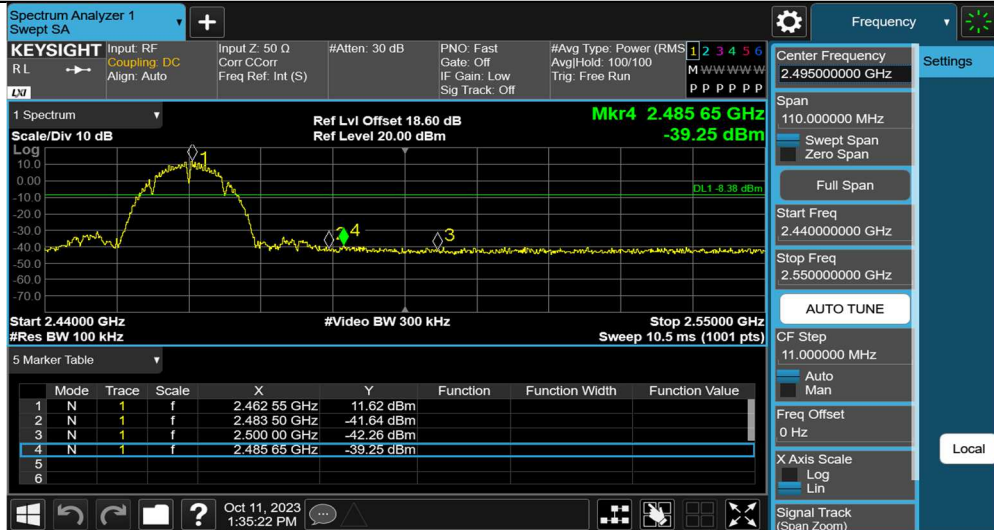 Spectrum Analyzer 1
Swept SA
+
Frequency
KEYSIGHT
R L
LXI
Input: RF
Coupling: DC
Align: Auto
Input Z: 50 Ω
Corr CCorr
Freq Ref: Int (S)
#Atten: 30 dB
PNO: Fast
Gate: Off
IF Gain: Low
Sig Track: Off
#Avg Type: Power (RMS
Avg|Hold: 100/100
Trig: Free Run
1 2 3 4 5 6
M W W W W W
P P P P P P
1 Spectrum
Scale/Div 10 dB
Ref Lvl Offset 18.60 dB
Ref Level 20.00 dBm
Mkr4 2.485 65 GHz
-39.25 dBm
Log
10.0
0.00
-10.0
-20.0
-30.0
-40.0
-50.0
-60.0
-70.0
1
DL1 -8.38 dBm
2
4
3
Start 2.44000 GHz
#Video BW 300 kHz
Stop 2.55000 GHz
#Res BW 100 kHz
Sweep 10.5 ms (1001 pts)
5 Marker Table
Mode Trace Scale X Y Function Function Width Function Value
1 N 1 f 2.462 55 GHz 11.62 dBm
2 N 1 f 2.483 50 GHz -41.64 dBm
3 N 1 f 2.500 00 GHz -42.26 dBm
4 N 1 f 2.485 65 GHz -39.25 dBm
5
6
?
Oct 11, 2023
1:35:22 PM
Center Frequency
2.495000000 GHz
Settings
Span
110.000000 MHz
Swept Span
Zero Span
Full Span
Start Freq
2.440000000 GHz
Stop Freq
2.550000000 GHz
AUTO TUNE
CF Step
11.000000 MHz
Auto
Man
Freq Offset
0 Hz
Local
X Axis Scale
Log
Lin
Signal Track
(Span Zoom)